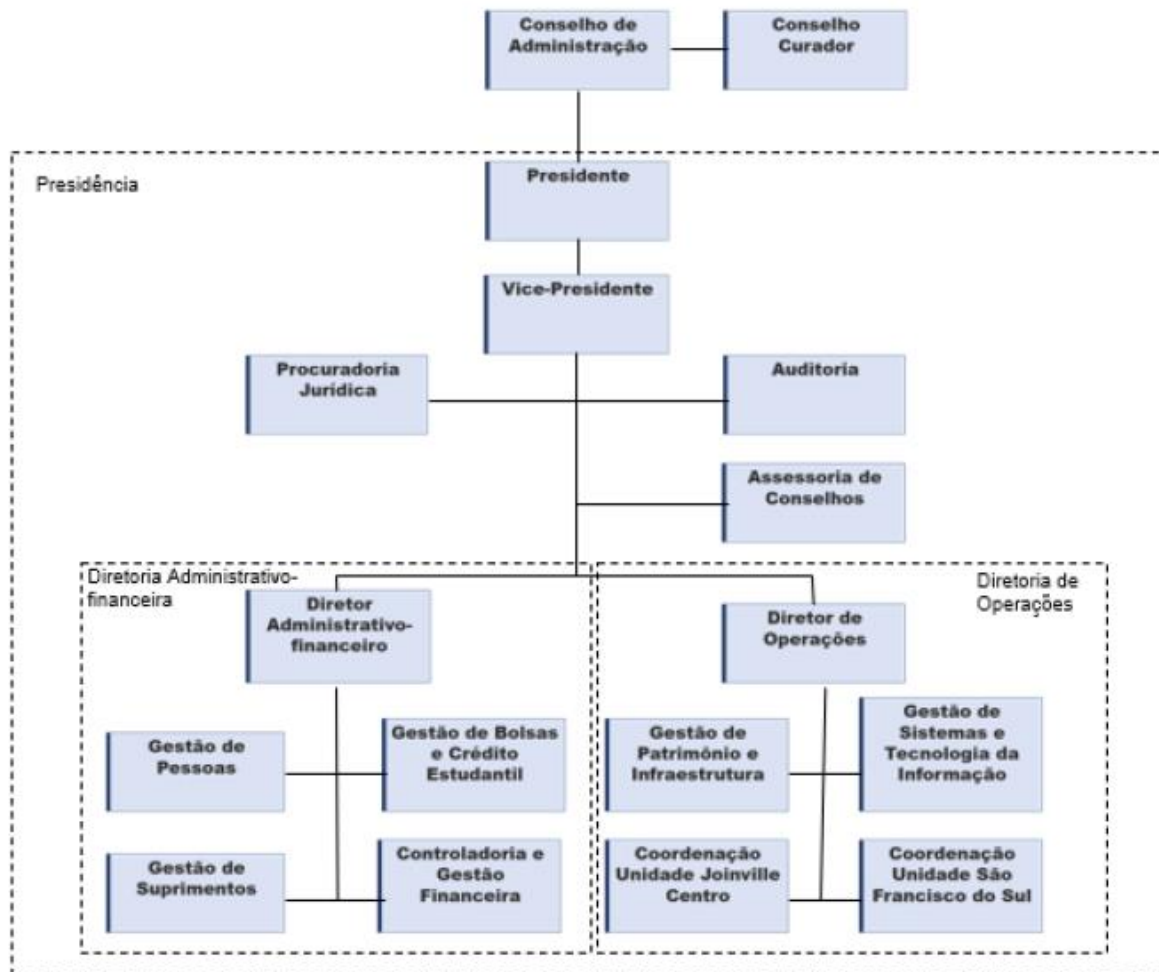 Conselho de
Administração
Conselho
Curador
Presidência
Presidente
Vice-Presidente
Procuradoria
Jurídica
Auditoria
Assessoria de
Conselhos
Diretoria Administrativo-
financeira
Diretor
Administrativo-
financeiro
Diretoria de
Operações
Diretor de
Operações
Gestão de
Pessoas
Gestão de Bolsas
e Crédito
Estudantil
Gestão de
Patrimônio e
Infraestrutura
Gestão de
Sistemas e
Tecnologia da
Informação
Gestão de
Suprimentos
Controladoria e
Gestão
Financeira
Coordenação
Unidade Joinville
Centro
Coordenação
Unidade São
Francisco do Sul